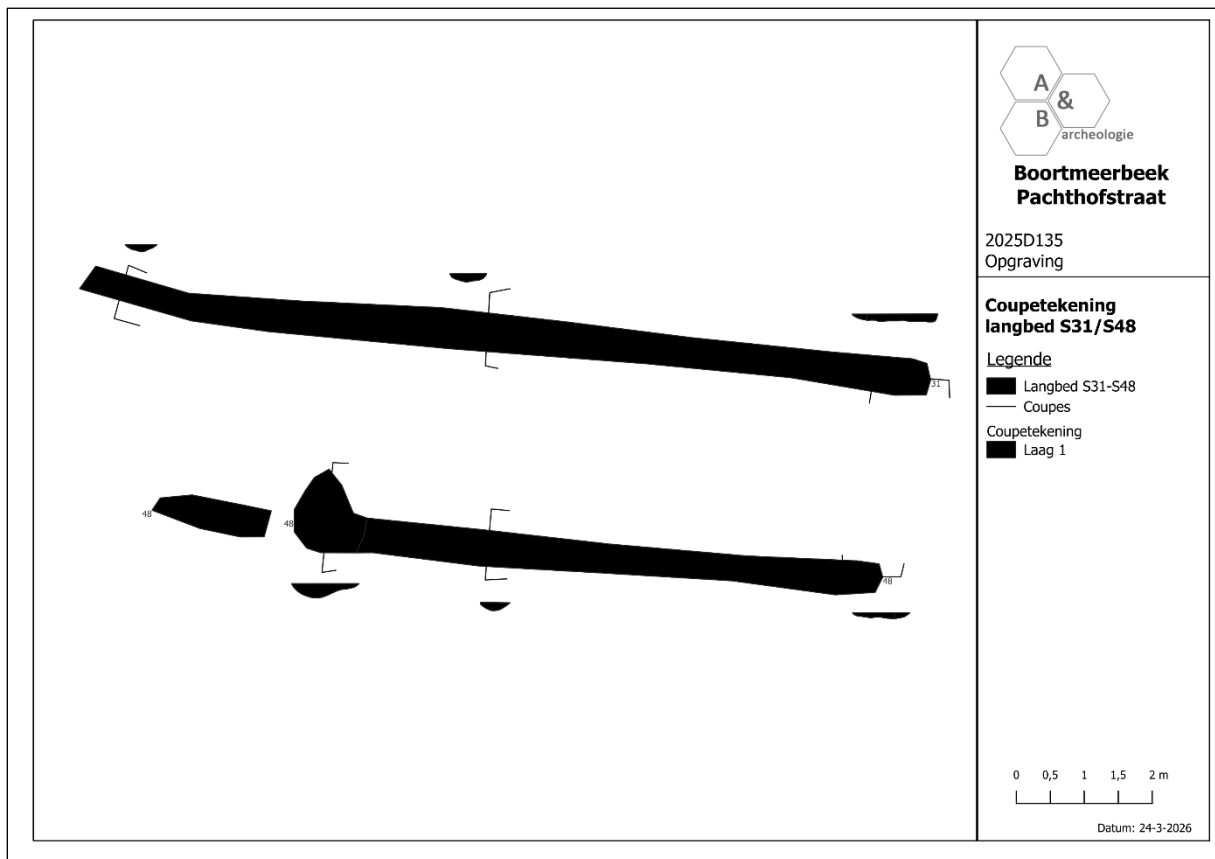 A
&
B
archeologie
Boortmeerbeek
Pachthofstraat
2025D135
Opgraving
Coupetekening
langbed S31/S48
Legende
Langbed S31-S48
Coupes
Coupetekening
Laag 1
31
48
48
48
0 0,5 1 1,5 2 m
Datum: 24-3-2026